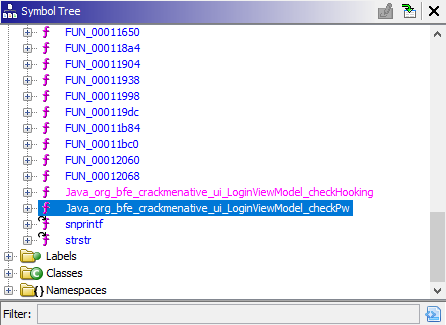 Symbol Tree
FUN_00011650
FUN_000118a4
FUN_00011904
FUN_00011938
FUN_00011998
FUN_000119dc
FUN_00011b84
FUN_00011bc0
FUN_00012060
FUN_00012068
Java_org_bfe_crackmenative_ui_LoginViewModel_checkHooking
Java_org_bfe_crackmenative_ui_LoginViewModel_checkPw
snprintf
strstr
Labels
Classes
Namespaces
Filter: